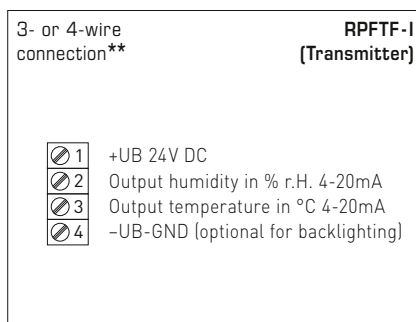 3- or 4-wire
connection**
RPFTF-I
(Transmitter)
1 +UB 24V DC
2 Output humidity in % r.H. 4-20mA
3 Output temperature in °C 4-20mA
4 –UB-GND (optional for backlighting)